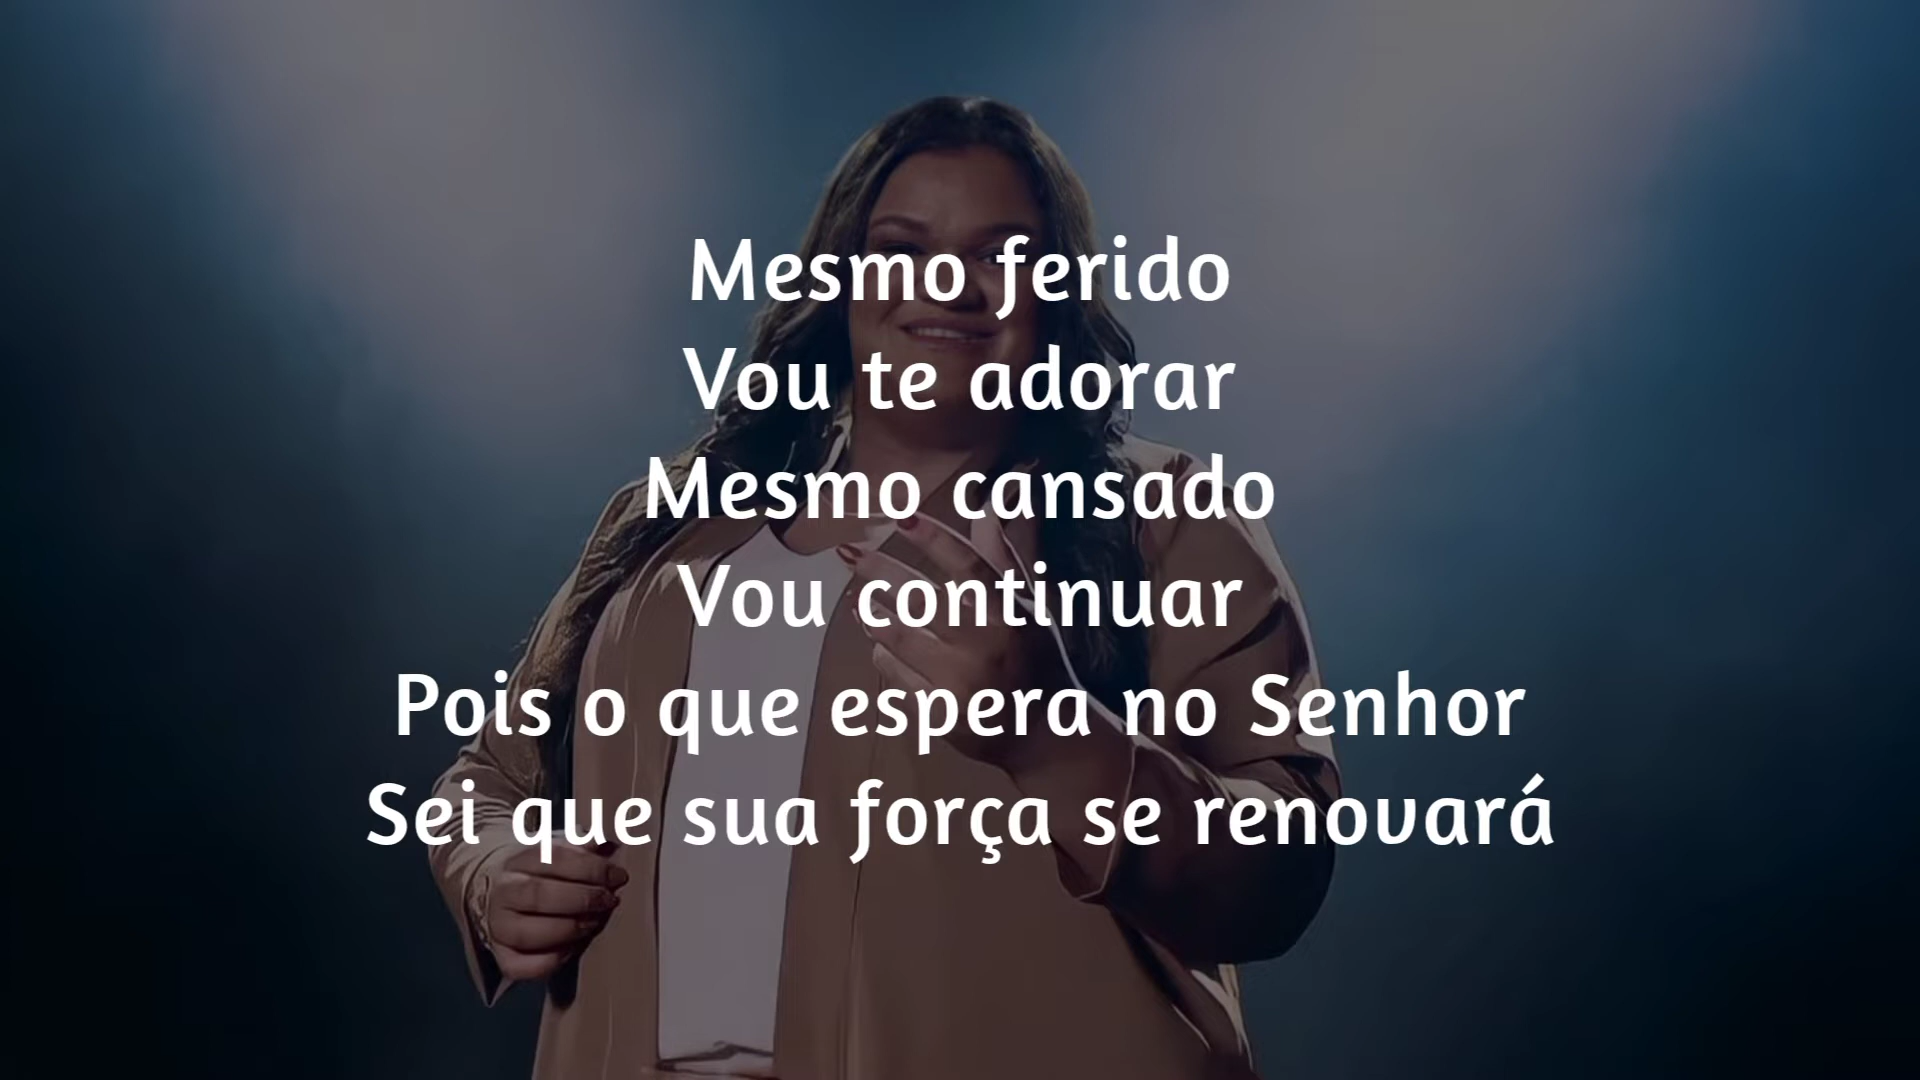 Mesmo ferido
Vou te adorar
Mesmo cansado
Vou continuar
Pois o que espera no Senhor
Sei que sua força se renovará